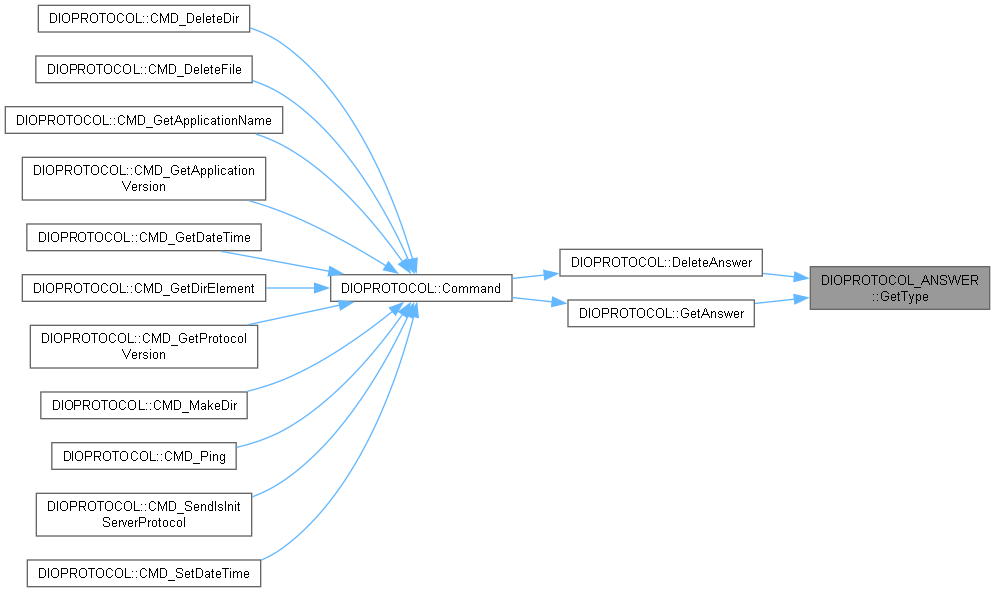 DIOPROTOCOL::CMD_DeleteDir
DIOPROTOCOL::CMD_DeleteFile
DIOPROTOCOL::CMD_GetApplicationName
DIOPROTOCOL::CMD_GetApplication
Version
DIOPROTOCOL::CMD_GetDateTime
DIOPROTOCOL::CMD_GetDirElement
DIOPROTOCOL::CMD_GetProtocol
Version
DIOPROTOCOL::CMD_MakeDir
DIOPROTOCOL::CMD_Ping
DIOPROTOCOL::CMD_SendIsInit
ServerProtocol
DIOPROTOCOL::CMD_SetDateTime
DIOPROTOCOL::Command
DIOPROTOCOL::DeleteAnswer
DIOPROTOCOL::GetAnswer
DIOPROTOCOL_ANSWER
::GetType